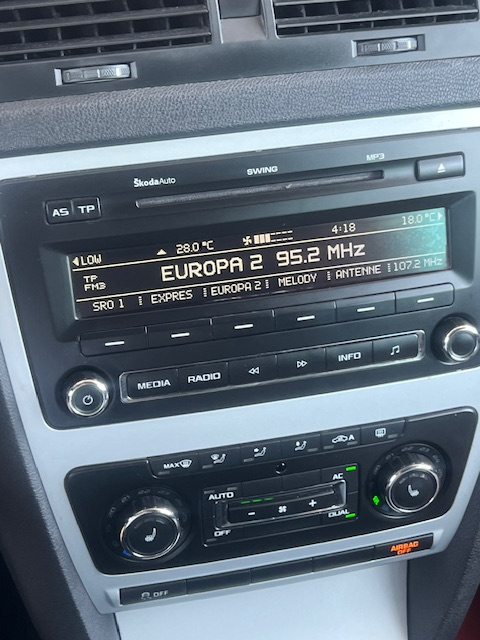 ŠkodaAuto SWING MP3
AS TP
LOW 28.0 °C 4:18 18.0 °C
TP
FM3
EUROPA 2 95.2 MHz
SRO 1 EXPRES EUROPA 2 MELODY ANTENNE 107.2 MHz
MEDIA RADIO INFO
MAX A
AUTO AC
- +
OFF DUAL
AIRBAG
OFF
OFF